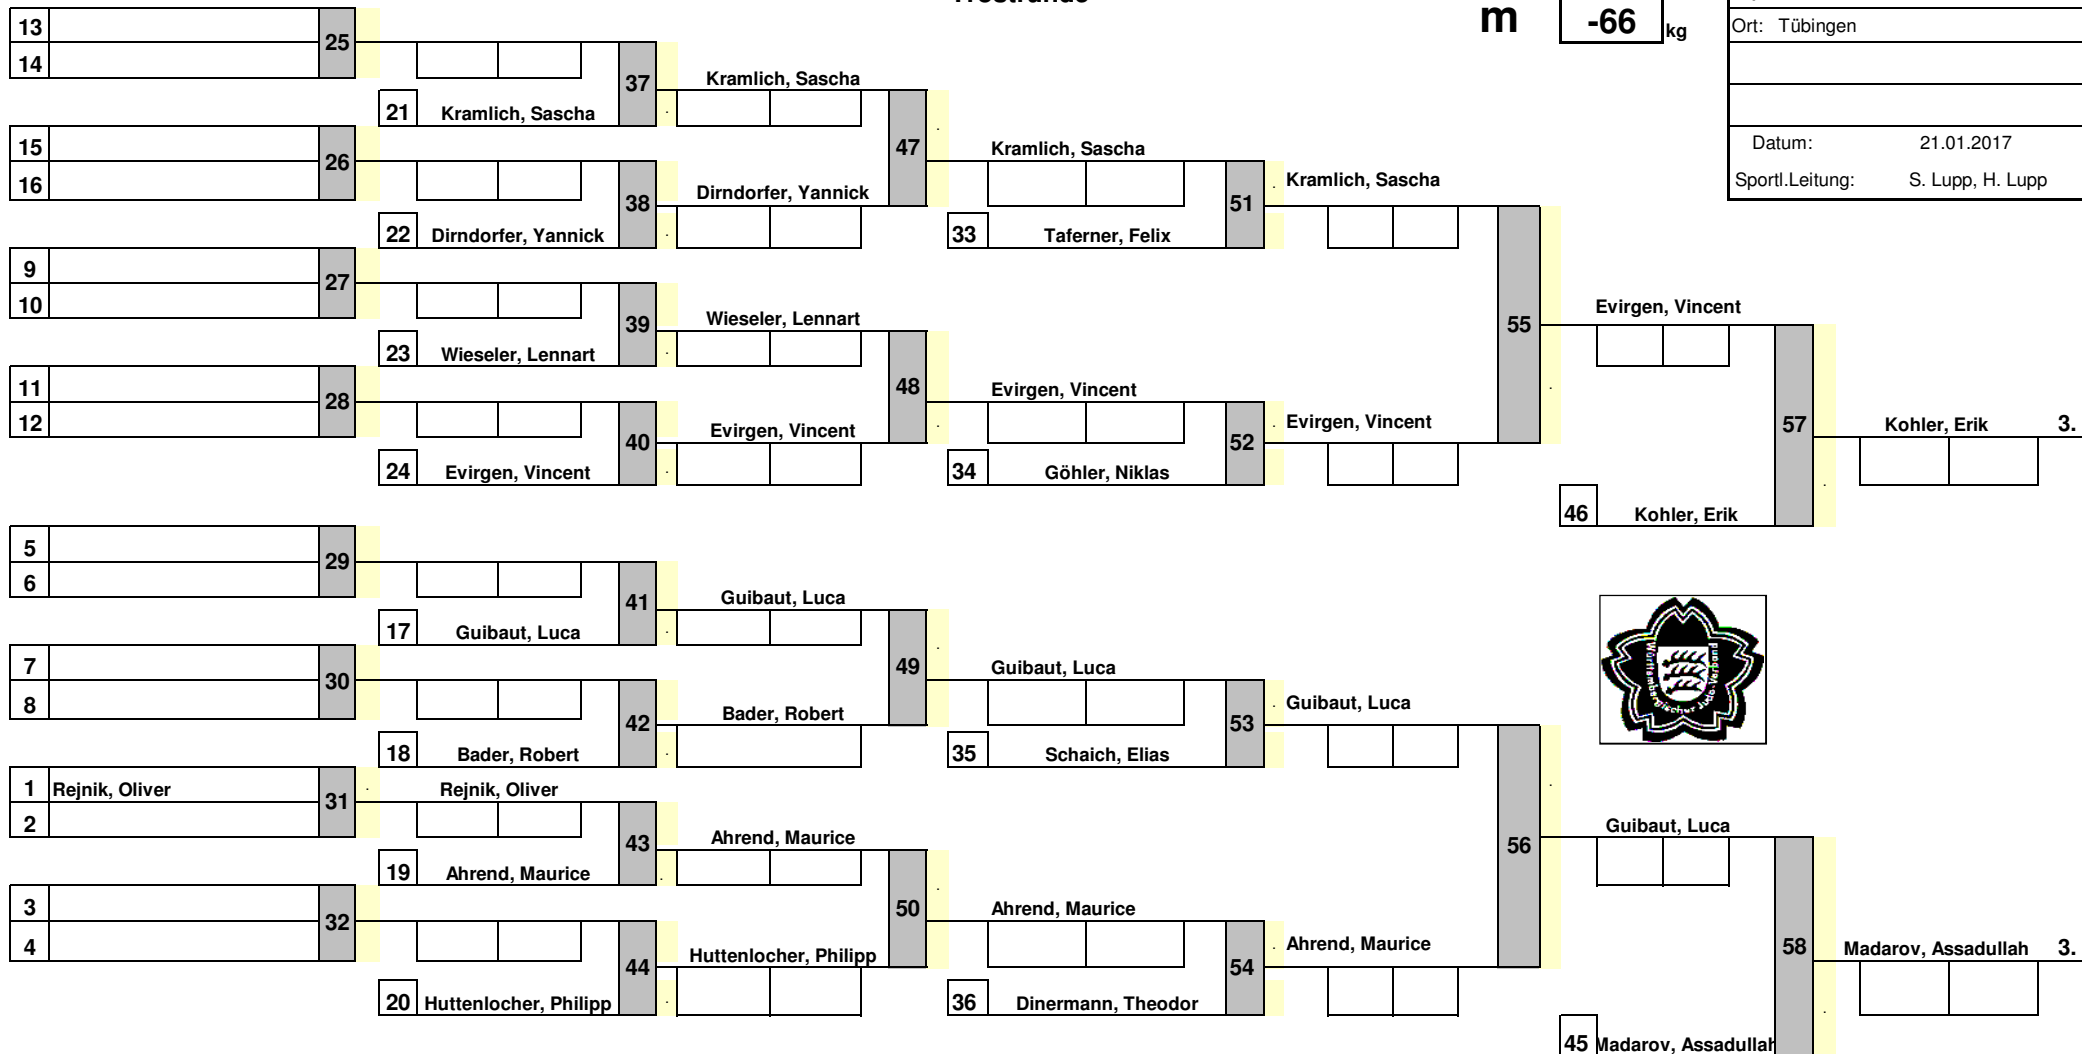 m -66 kg
Ort: Tübingen
Datum: 21.01.2017
Sportl.Leitung: S. Lupp, H. Lupp
13
14
25
21 Kramlich, Sascha
37
Kramlich, Sascha
15
16
26
22 Dirndorfer, Yannick
38
Dirndorfer, Yannick
47
Kramlich, Sascha
33 Taferner, Felix
51
Kramlich, Sascha
9
10
27
23 Wieseler, Lennart
39
Wieseler, Lennart
11
12
28
24 Evirgen, Vincent
40
Evirgen, Vincent
48
Evirgen, Vincent
34 Göhler, Niklas
52
Evirgen, Vincent
55
Evirgen, Vincent
46 Kohler, Erik
57
Kohler, Erik 3.
5
6
29
17 Guibaut, Luca
41
Guibaut, Luca
7
8
30
18 Bader, Robert
42
Bader, Robert
49
Guibaut, Luca
35 Schaich, Elias
53
Guibaut, Luca
1 Rejnik, Oliver
2
31
Rejnik, Oliver
19 Ahrend, Maurice
43
Ahrend, Maurice
3
4
32
20 Huttenlocher, Philipp
44
Huttenlocher, Philipp
50
Ahrend, Maurice
36 Dinermann, Theodor
54
Ahrend, Maurice
56
Guibaut, Luca
45 Madarov, Assadullah
58
Madarov, Assadullah 3.
Württembergischer Judo-Verband